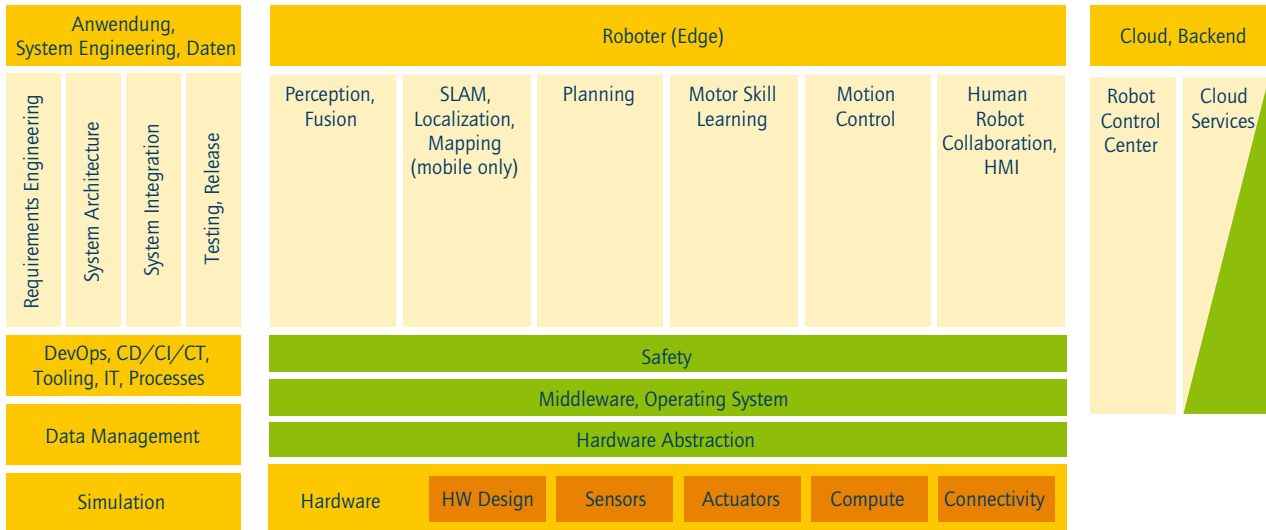 Anwendung,
System Engineering, Daten
Requirements Engineering
System Architecture
System Integration
Testing, Release
DevOps, CD/CI/CT,
Tooling, IT, Processes
Data Management
Simulation
Roboter (Edge)
Perception,
Fusion
SLAM,
Localization,
Mapping
(mobile only)
Planning
Motor Skill
Learning
Motion
Control
Human
Robot
Collaboration,
HMI
Safety
Middleware, Operating System
Hardware Abstraction
Hardware
HW Design
Sensors
Actuators
Compute
Connectivity
Cloud, Backend
Robot
Control
Center
Cloud
Services